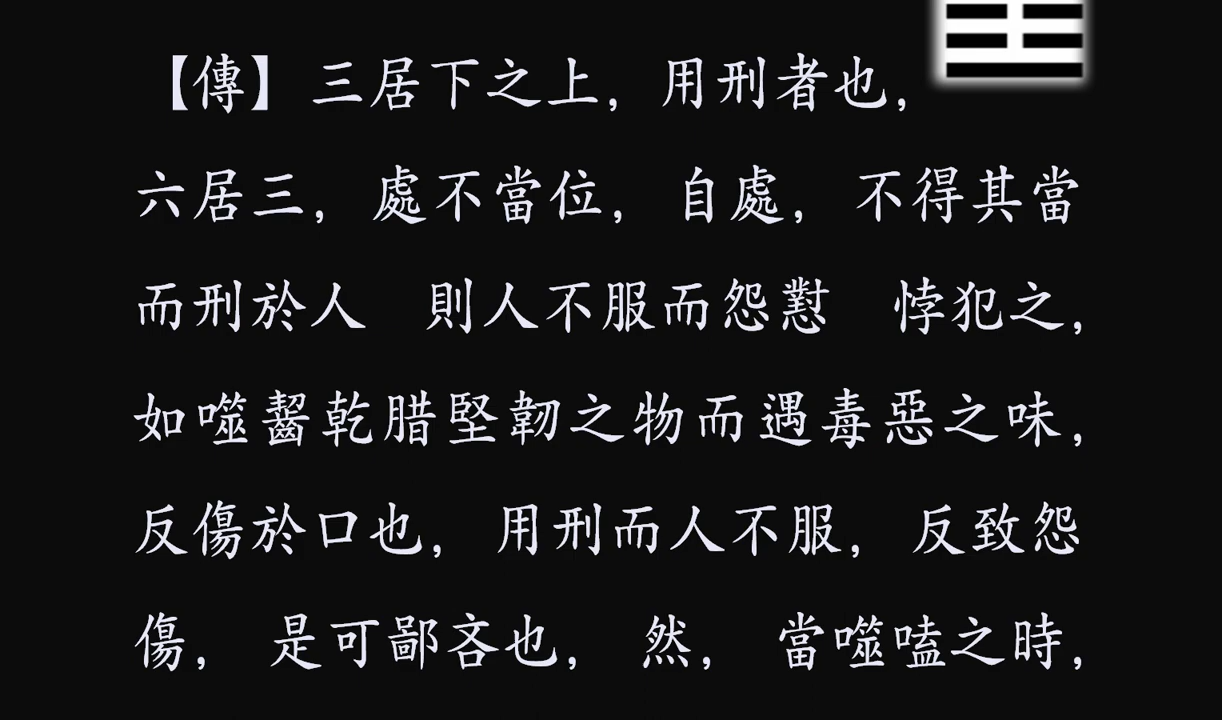 【傳】三居下之上，用刑者也，
六居三，處不當位，自處，不得其當
而刑於人　則人不服而怨懟　悖犯之，
如噬齧乾腊堅韌之物而遇毒惡之味，
反傷於口也，用刑而人不服，反致怨
傷，是可鄙吝也，然，當噬嗑之時，